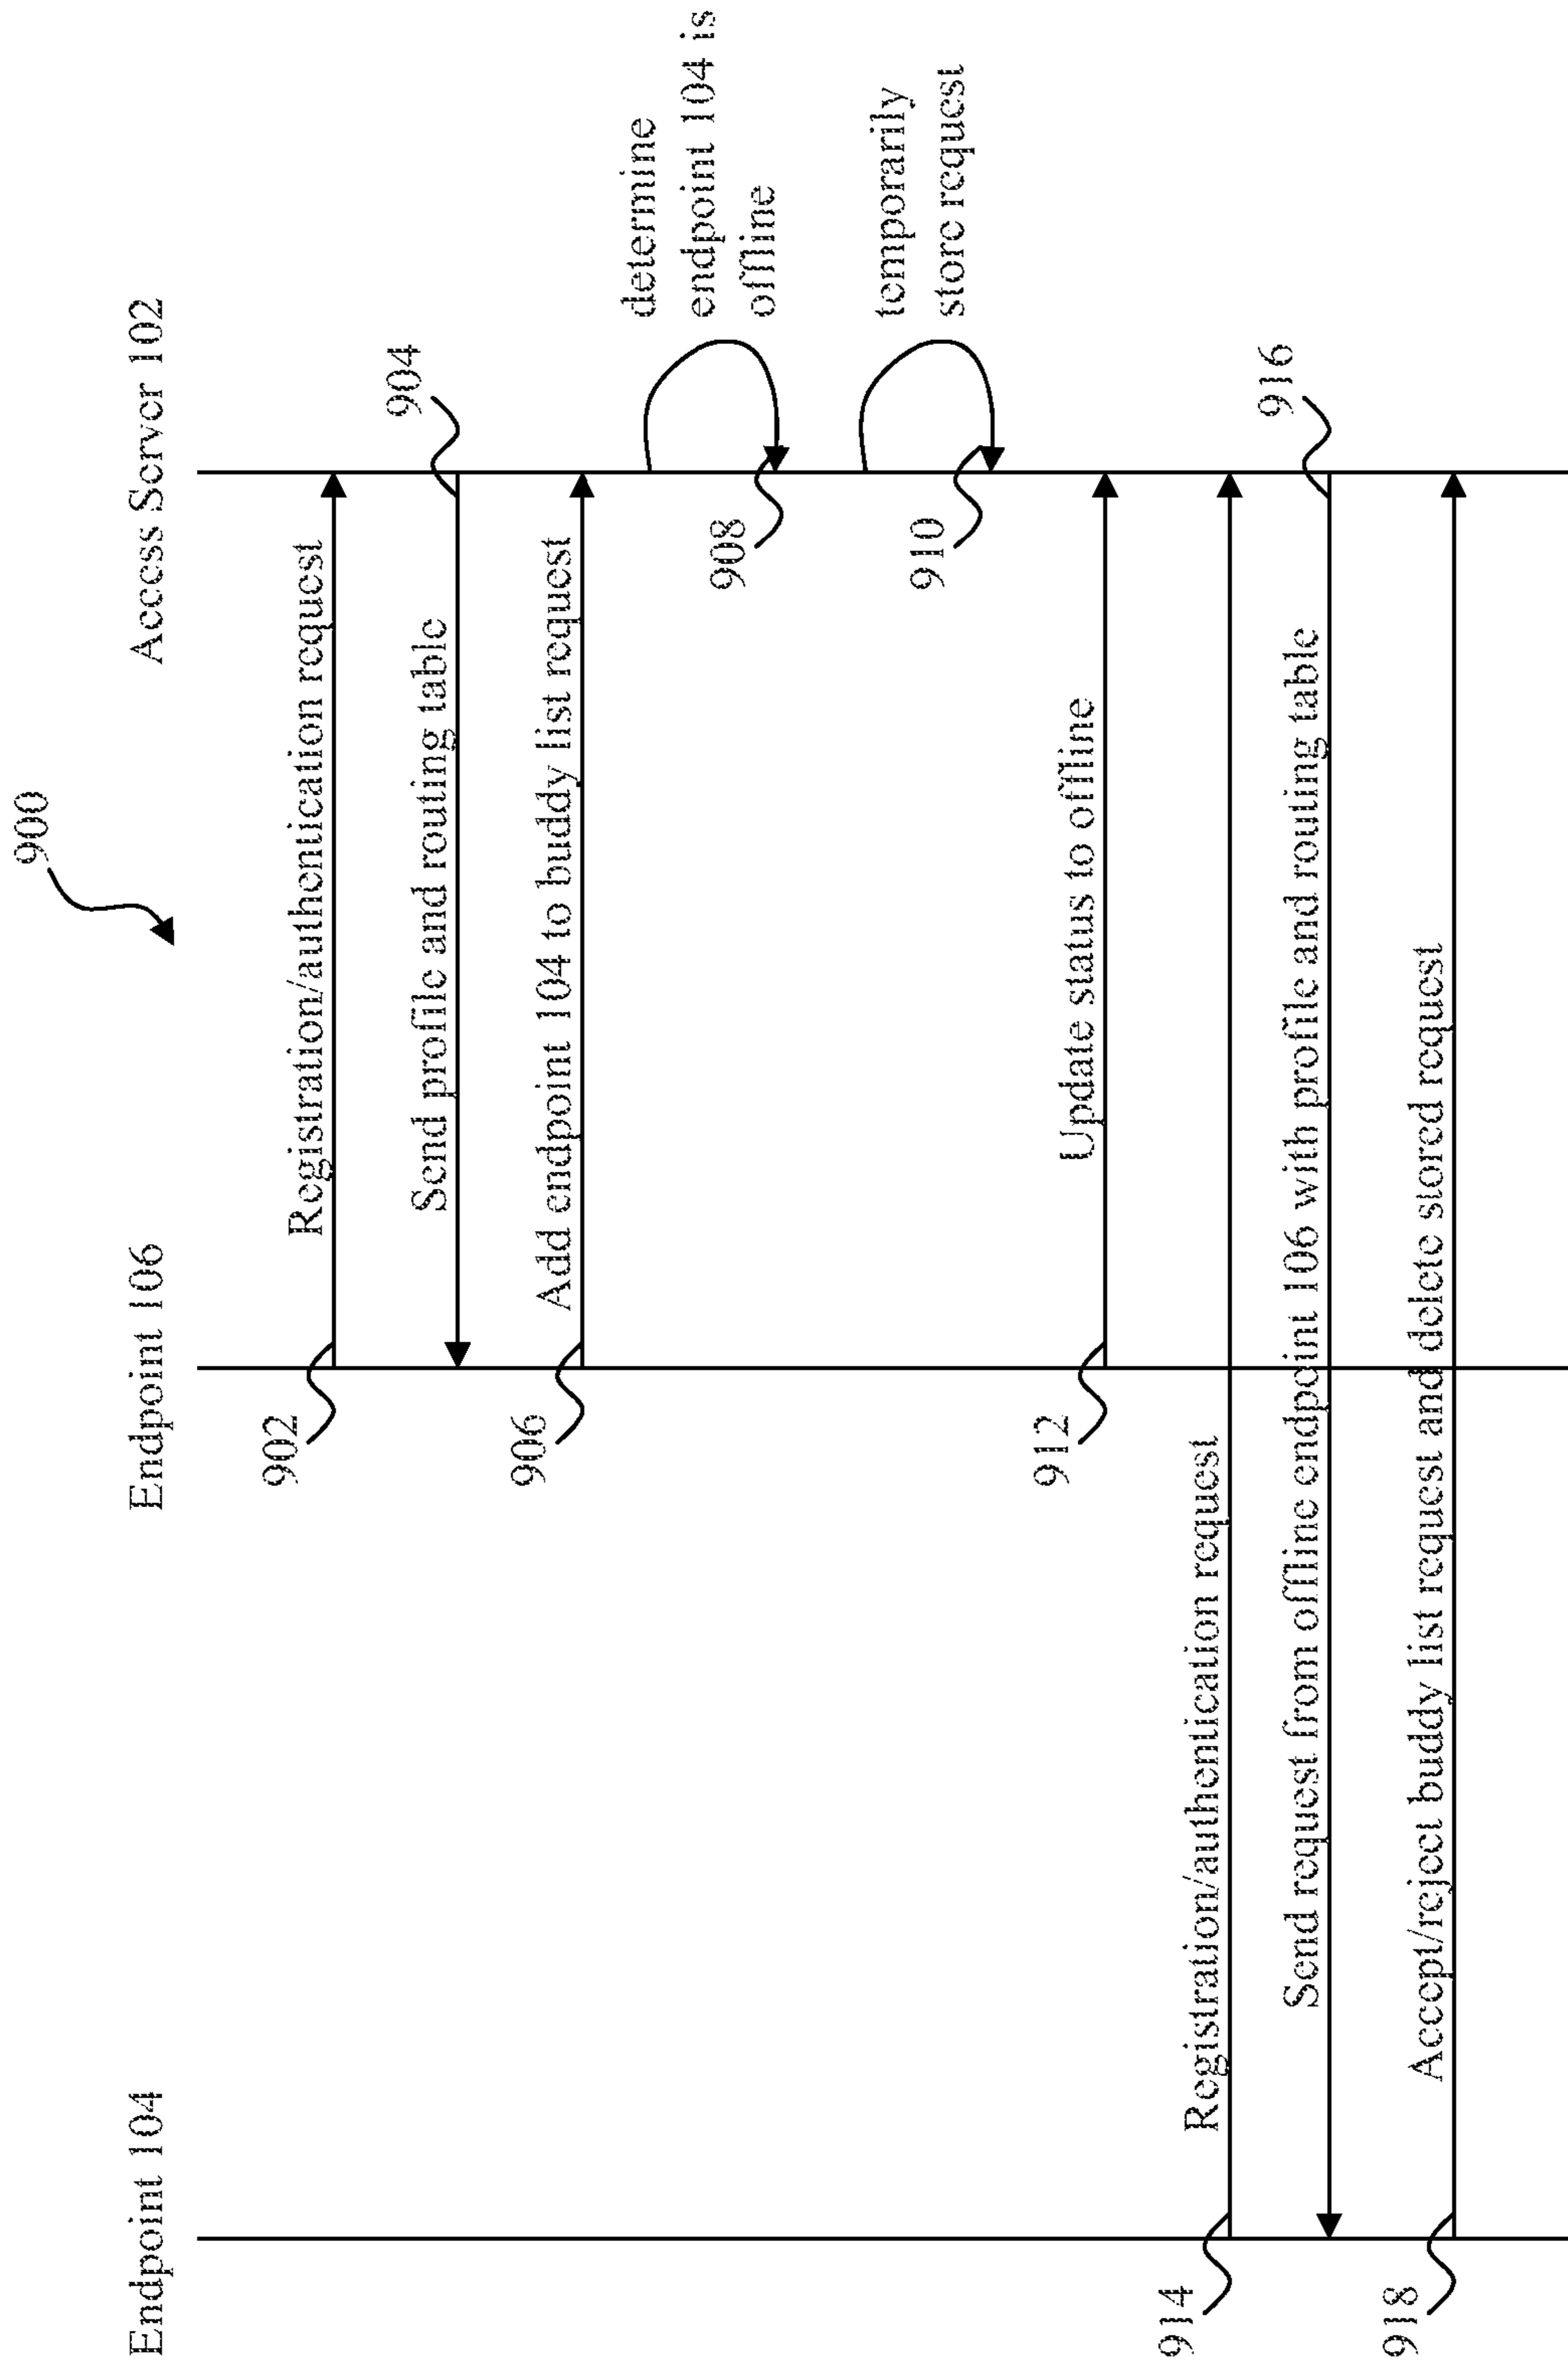 900
Endpoint 104
Endpoint 106
Access Server 102
Registration/authentication request
902
Send profile and routing table
904
Add endpoint 104 to buddy list request
906
determine
endpoint 104 is
offline
908
temporarily
store request
910
Update status to offline
912
Registration/authentication request
914
Send request from offline endpoint 106 with profile and routing table
916
Accept/reject buddy list request and delete stored request
918